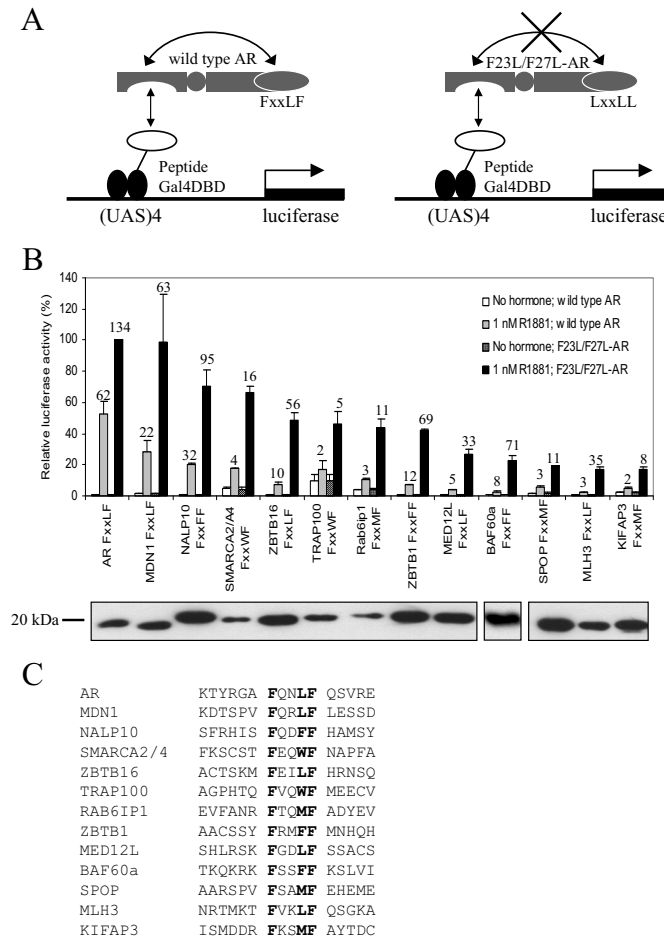 A
wild type AR
FxxLF
Peptide
Gal4DBD
(UAS)4
luciferase
F23L/F27L-AR
LxxLL
Peptide
Gal4DBD
(UAS)4
luciferase
B
Relative luciferase activity (%)
140
120
100
80
60
40
20
0
No hormone; wild type AR
1 nM R1881; wild type AR
No hormone; F23L/F27L-AR
1 nM R1881; F23L/F27L-AR
62
134
22
63
32
95
4
16
10
56
2
5
3
11
12
69
5
33
8
71
3
11
3
35
2
8
AR FxxLF
MDN1 FxxLF
NALP10 FxxFF
SMARCA2/A4 FxxWF
ZBTB16 FxxLF
TRAP100 FxxWF
Rab6ip1 FxxMF
ZBTB1 FxxFF
MED12L FxxLF
BAF60a FxxFF
SPOP FxxMF
MLH3 FxxLF
KIFAP3 FxxMF
20 kDa
C
AR KTYRGA FQNLF QSVRE
MDN1 KDTSPV FQRLF LESSD
NALP10 SFRHIS FQDFF HAMSY
SMARCA2/4 FKSCST FEQWF NAPFA
ZBTB16 ACTSKM FEILF HRNSQ
TRAP100 AGPHTQ FVQWF MEECV
RAB6IP1 EVFANR FTQMF ADYEV
ZBTB1 AACSSY FRMFF MNHQH
MED12L SHLRSK FGDLF SSACS
BAF60a TKQKRK FSSFF KSLVI
SPOP AARSPV FSAMF EHEME
MLH3 NRTMKT FVKLF QSGKA
KIFAP3 ISMDDR FKSMF AYTDC